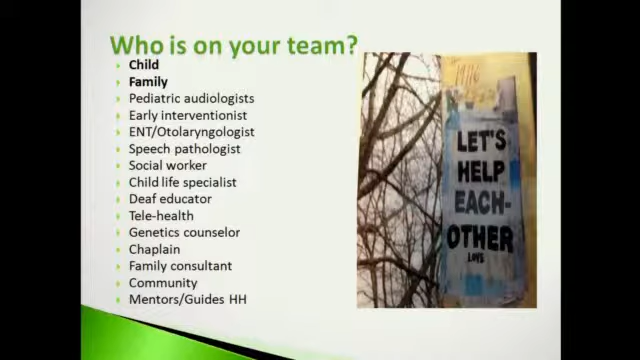 Who is on your team?
Child
Family
Pediatric audiologists
Early interventionist
ENT/Otolaryngologist
Speech pathologist
Social worker
Child life specialist
Deaf educator
Tele-health
Genetics counselor
Chaplain
Family consultant
Community
Mentors/Guides HH
LET'S
HELP
EACH-
OTHER
LOVE